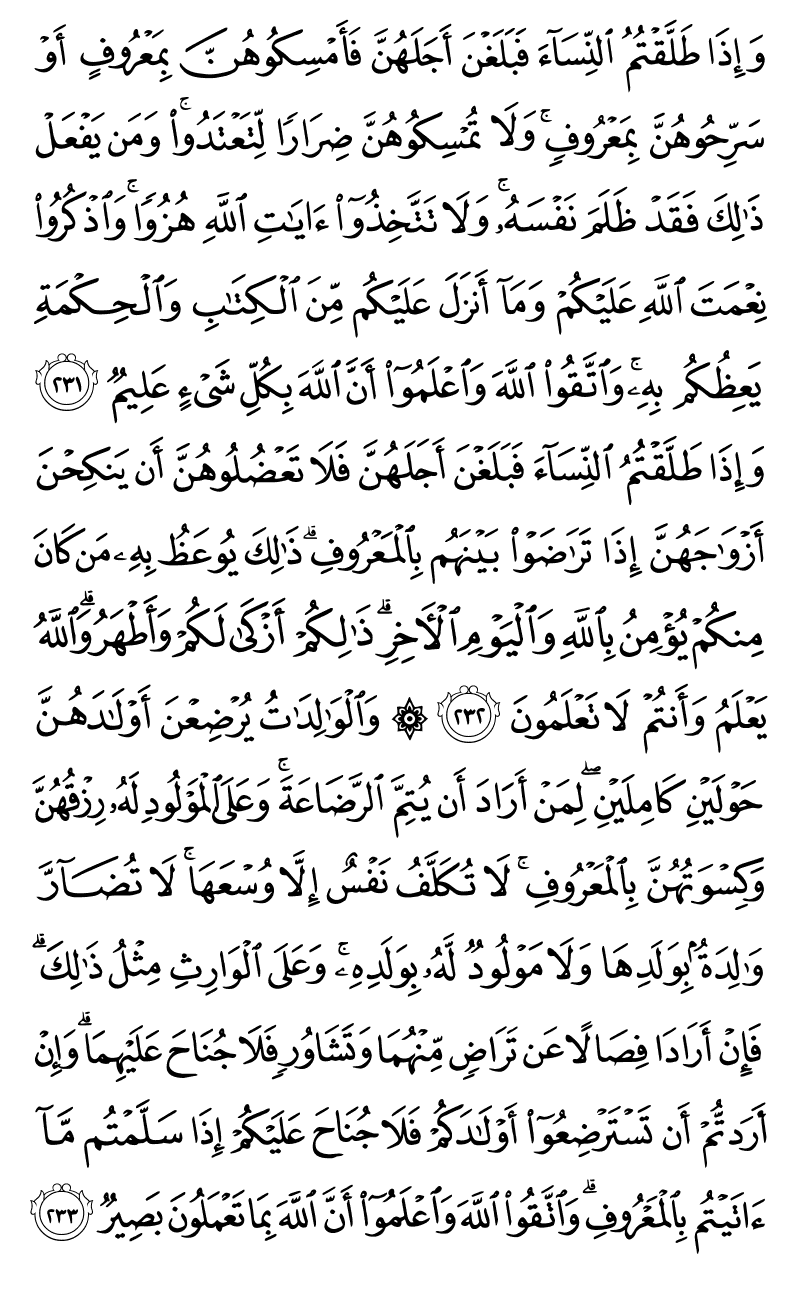 وَإِذَا طَلَّقۡتُمُ ٱلنِّسَآءَ فَبَلَغۡنَ أَجَلَهُنَّ فَأَمۡسِكُوهُنَّ بِمَعۡرُوفٍ أَوۡ
سَرِّحُوهُنَّ بِمَعۡرُوفٖۚ وَلَا تُمۡسِكُوهُنَّ ضِرَارٗا لِّتَعۡتَدُواْۚ وَمَن يَفۡعَلۡ
ذَٰلِكَ فَقَدۡ ظَلَمَ نَفۡسَهُۥۚ وَلَا تَتَّخِذُوٓاْ ءَايَٰتِ ٱللَّهِ هُزُوٗاۚ وَٱذۡكُرُواْ
نِعۡمَتَ ٱللَّهِ عَلَيۡكُمۡ وَمَآ أَنزَلَ عَلَيۡكُم مِّنَ ٱلۡكِتَٰبِ وَٱلۡحِكۡمَةِ
يَعِظُكُم بِهِۦۚ وَٱتَّقُواْ ٱللَّهَ وَٱعۡلَمُوٓاْ أَنَّ ٱللَّهَ بِكُلِّ شَيۡءٍ عَلِيمٞ ٢٣١
وَإِذَا طَلَّقۡتُمُ ٱلنِّسَآءَ فَبَلَغۡنَ أَجَلَهُنَّ فَلَا تَعۡضُلُوهُنَّ أَن يَنكِحۡنَ
أَزۡوَٰجَهُنَّ إِذَا تَرَٰضَوۡاْ بَيۡنَهُم بِٱلۡمَعۡرُوفِۗ ذَٰلِكَ يُوعَظُ بِهِۦ مَن كَانَ
مِنكُمۡ يُؤۡمِنُ بِٱللَّهِ وَٱلۡيَوۡمِ ٱلۡأٓخِرِۗ ذَٰلِكُمۡ أَزۡكَىٰ لَكُمۡ وَأَطۡهَرُۚ وَٱللَّهُ
يَعۡلَمُ وَأَنتُمۡ لَا تَعۡلَمُونَ ٢٣٢ ۞ وَٱلۡوَٰلِدَٰتُ يُرۡضِعۡنَ أَوۡلَٰدَهُنَّ
حَوۡلَيۡنِ كَامِلَيۡنِۖ لِمَنۡ أَرَادَ أَن يُتِمَّ ٱلرَّضَاعَةَۚ وَعَلَى ٱلۡمَوۡلُودِ لَهُۥ رِزۡقُهُنَّ
وَكِسۡوَتُهُنَّ بِٱلۡمَعۡرُوفِۚ لَا تُكَلَّفُ نَفۡسٌ إِلَّا وُسۡعَهَاۚ لَا تُضَآرَّ
وَٰلِدَةُۢ بِوَلَدِهَا وَلَا مَوۡلُودٞ لَّهُۥ بِوَلَدِهِۦۚ وَعَلَى ٱلۡوَارِثِ مِثۡلُ ذَٰلِكَۗ
فَإِنۡ أَرَادَا فِصَالًا عَن تَرَاضٖ مِّنۡهُمَا وَتَشَاوُرٖ فَلَا جُنَاحَ عَلَيۡهِمَاۗ وَإِنۡ
أَرَدتُّمۡ أَن تَسۡتَرۡضِعُوٓاْ أَوۡلَٰدَكُمۡ فَلَا جُنَاحَ عَلَيۡكُمۡ إِذَا سَلَّمۡتُم مَّآ
ءَاتَيۡتُم بِٱلۡمَعۡرُوفِۗ وَٱتَّقُواْ ٱللَّهَ وَٱعۡلَمُوٓاْ أَنَّ ٱللَّهَ بِمَا تَعۡمَلُونَ بَصِيرٞ ٢٣٣